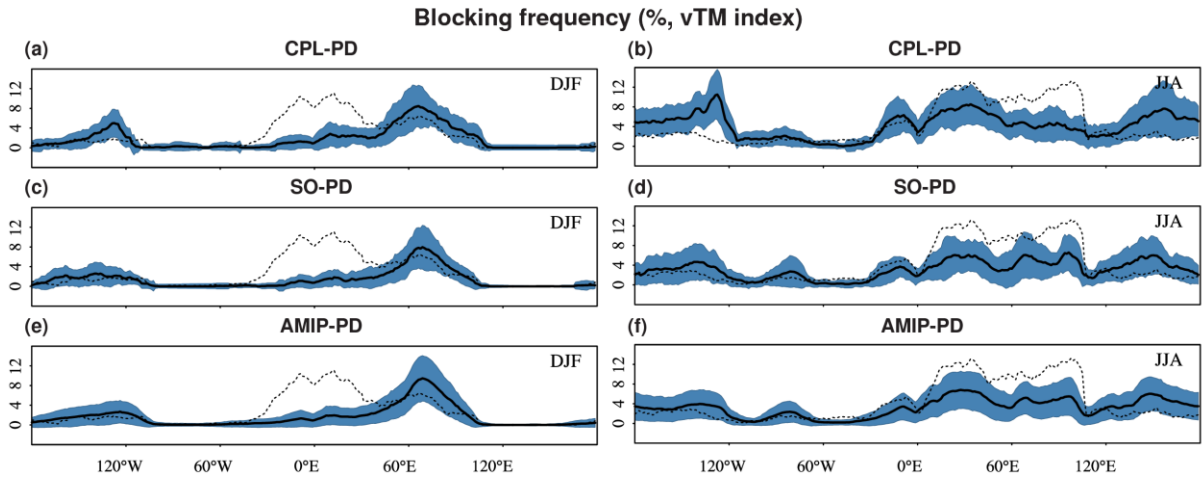 Blocking frequency (%, vTM index)
(a) CPL-PD
(b) CPL-PD
DJF
JJA
0 4 8 12
0 4 8 12
(c) SO-PD
(d) SO-PD
DJF
JJA
0 4 8 12
0 4 8 12
(e) AMIP-PD
(f) AMIP-PD
DJF
JJA
0 4 8 12
0 4 8 12
120°W 60°W 0°E 60°E 120°E
120°W 60°W 0°E 60°E 120°E